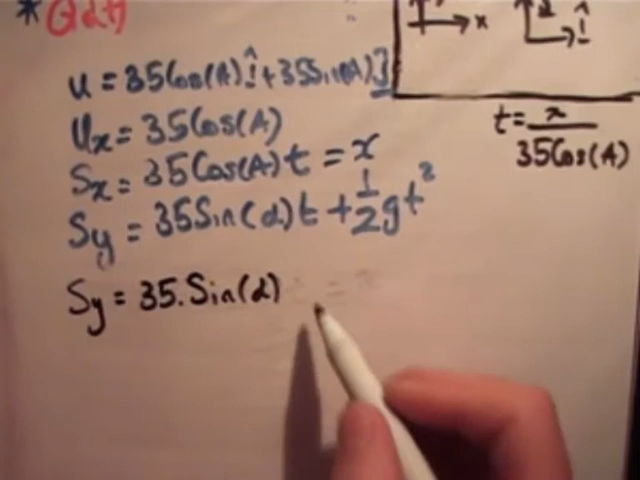 u = 35Cos(A)î+35Sin(A)ĵ
Ux = 35Cos(A)
Sx = 35Cos(A)t = x
Sy = 35Sin(α)t + 1/2gt²
Sy = 35.Sin(α)
x
î
t = x/35Cos(A)